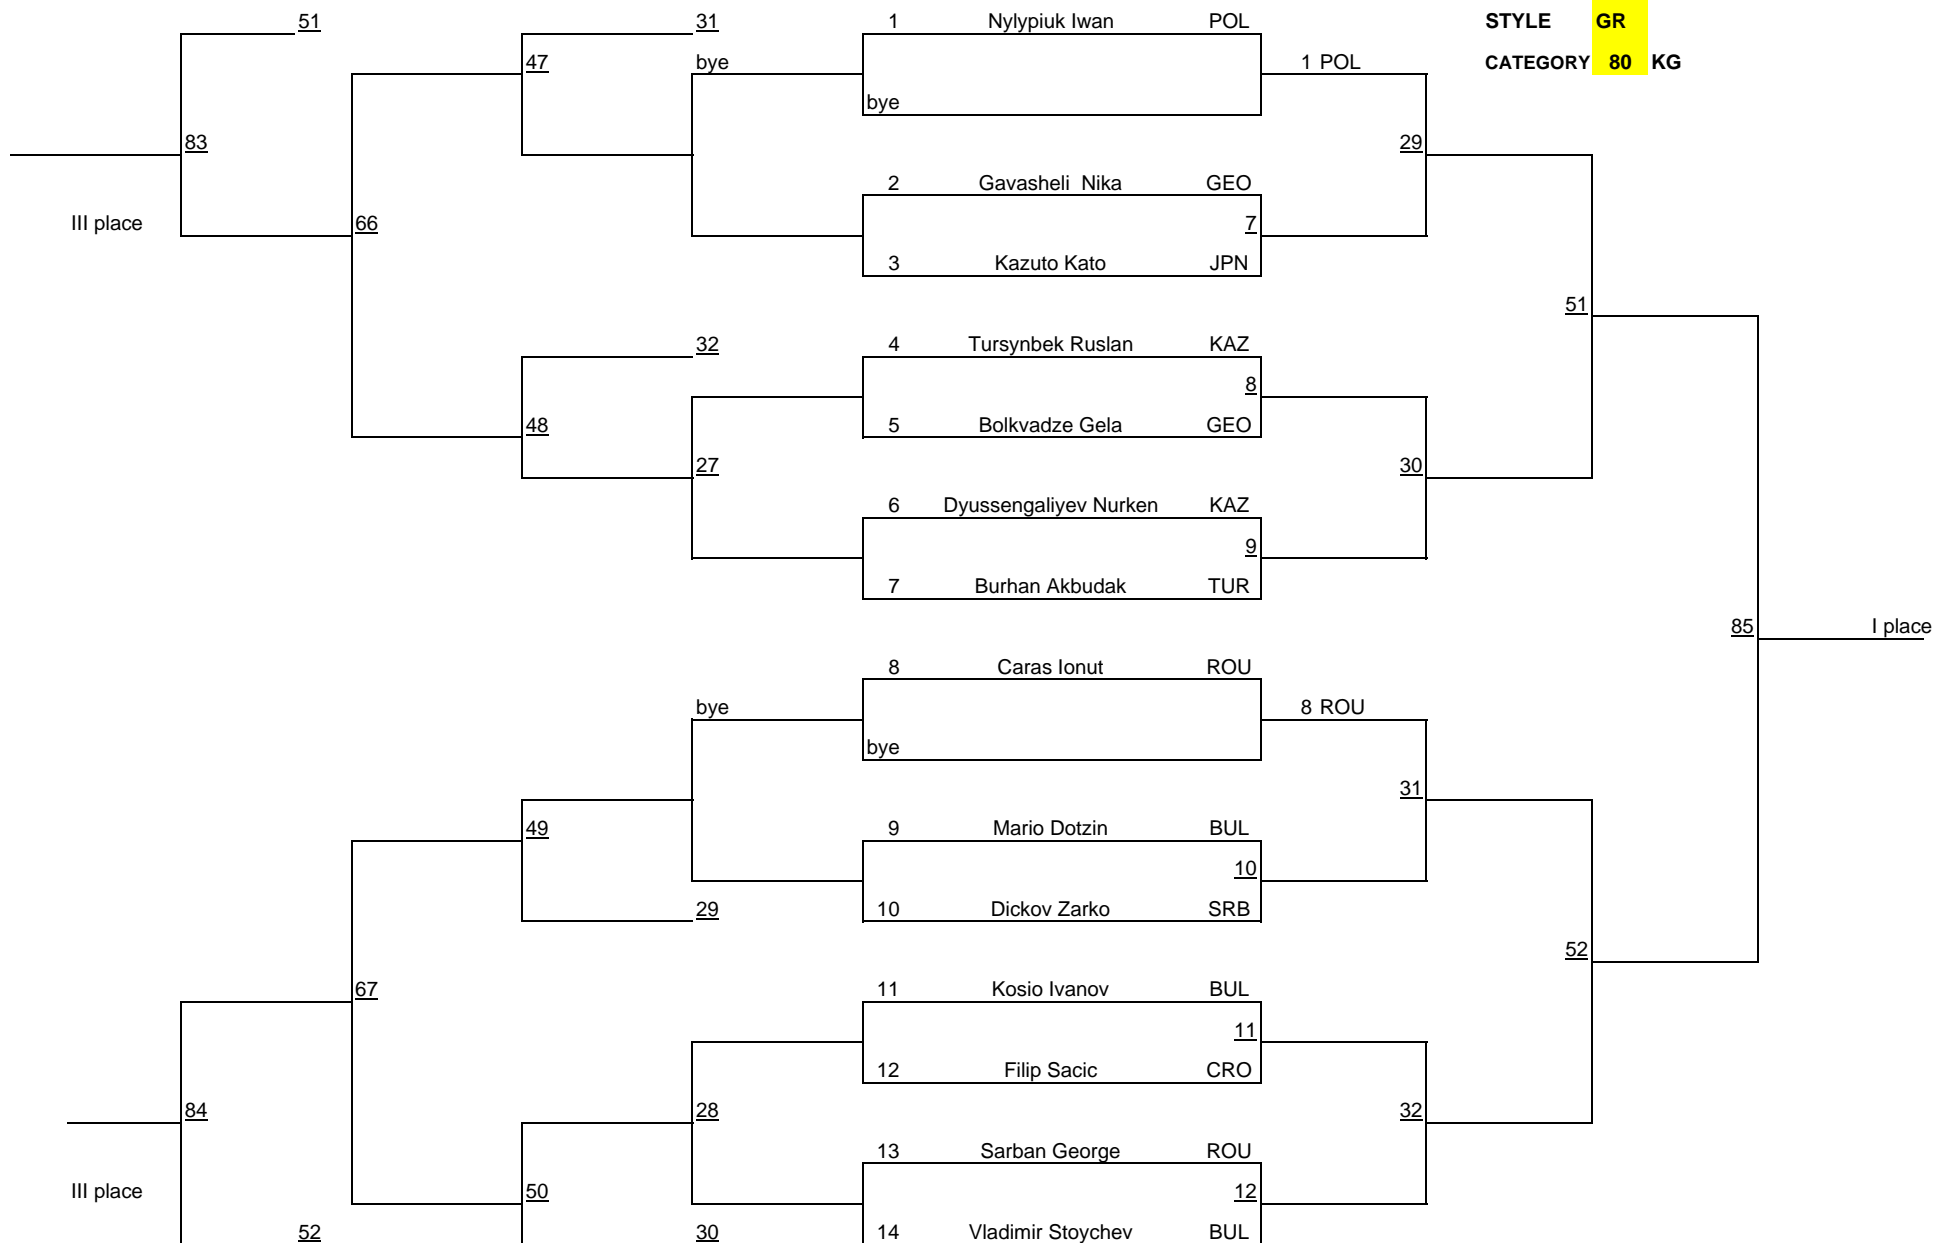 51 31 1 Nylypiuk Iwan POL STYLE GR
47 bye 1 POL CATEGORY 80 KG
bye
83 29
2 Gavasheli Nika GEO
III place 66 7
3 Kazuto Kato JPN
51
32 4 Tursynbek Ruslan KAZ
8
48 5 Bolkvadze Gela GEO
27 30
6 Dyussengaliyev Nurken KAZ
9
7 Burhan Akbudak TUR
85 I place
8 Caras Ionut ROU
bye 8 ROU
bye
31
49 9 Mario Dotzin BUL
10
29 10 Dickov Zarko SRB
52
67 11 Kosio Ivanov BUL
11
12 Filip Sacic CRO
84 28 32
13 Sarban George ROU
III place 50 12
52 30 14 Vladimir Stoychev BUL